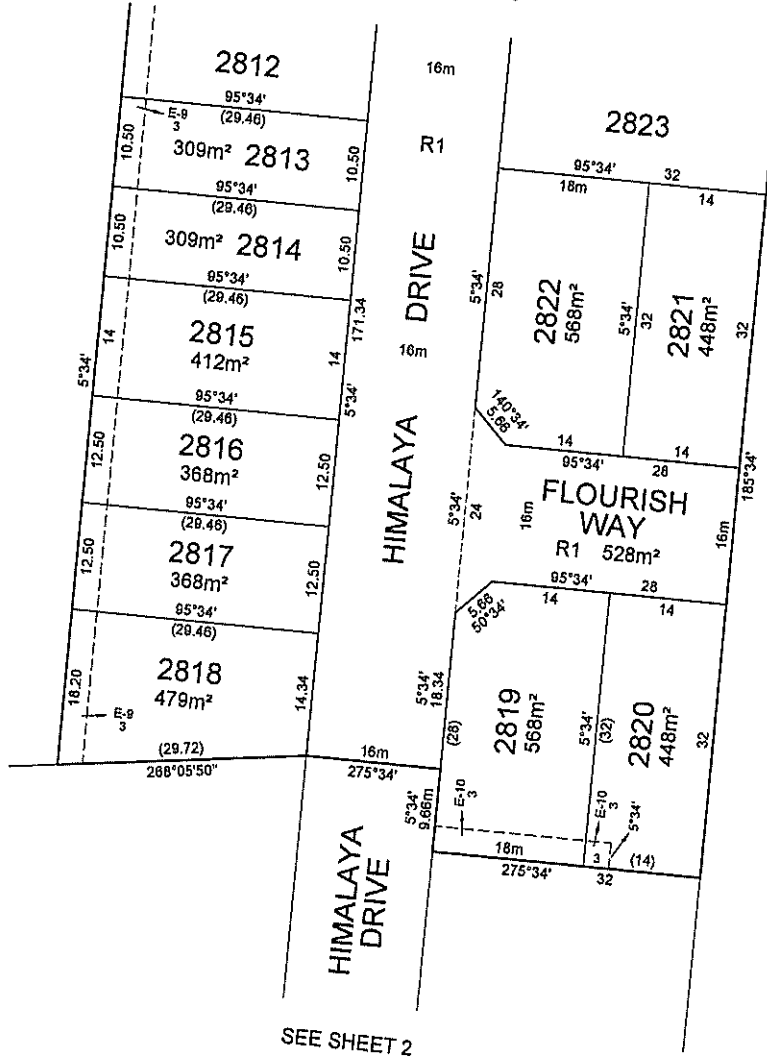 2812
16m
95°34'
(29.46)
E-9
3
10.50
309m² 2813
10.50
R1
2823
95°34'
(29.46)
95°34'
32
18m
14
10.50
309m² 2814
10.50
95°34'
(29.46)
DRIVE
171.34
16m
5°34'
28
2822
568m²
5°34'
32
2821
448m²
32
14
2815
412m²
14
5°34'
5°34'
95°34'
(29.46)
140°34'
5.66
12.50
2816
368m²
12.50
14
14
95°34'
28
185°34'
95°34'
(29.46)
HIMALAYA
5°34'
24
16m
FLOURISH
WAY
R1 528m²
16m
12.50
2817
368m²
12.50
95°34'
(29.46)
95°34'
28
14
14
5.66
50°34'
18.20
2818
479m²
14.34
E-9
3
5°34'
18.34
(28)
2819
568m²
5°34'
(32)
2820
448m²
32
(29.72)
268°05'50"
16m
275°34'
5°34'
9.66m
E-10
3
E-10
3
5°34'
18m
3
(14)
275°34'
32
HIMALAYA
DRIVE
SEE SHEET 2